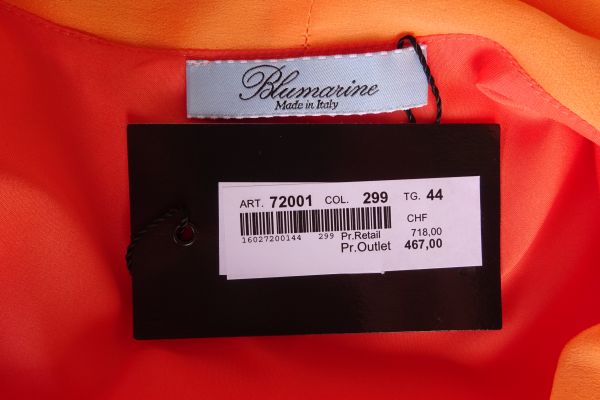 Blumarine
Made in Italy
ART. 72001 COL. 299 TG. 44
CHF
16027200144 299 Pr.Retail 718,00
Pr.Outlet 467,00